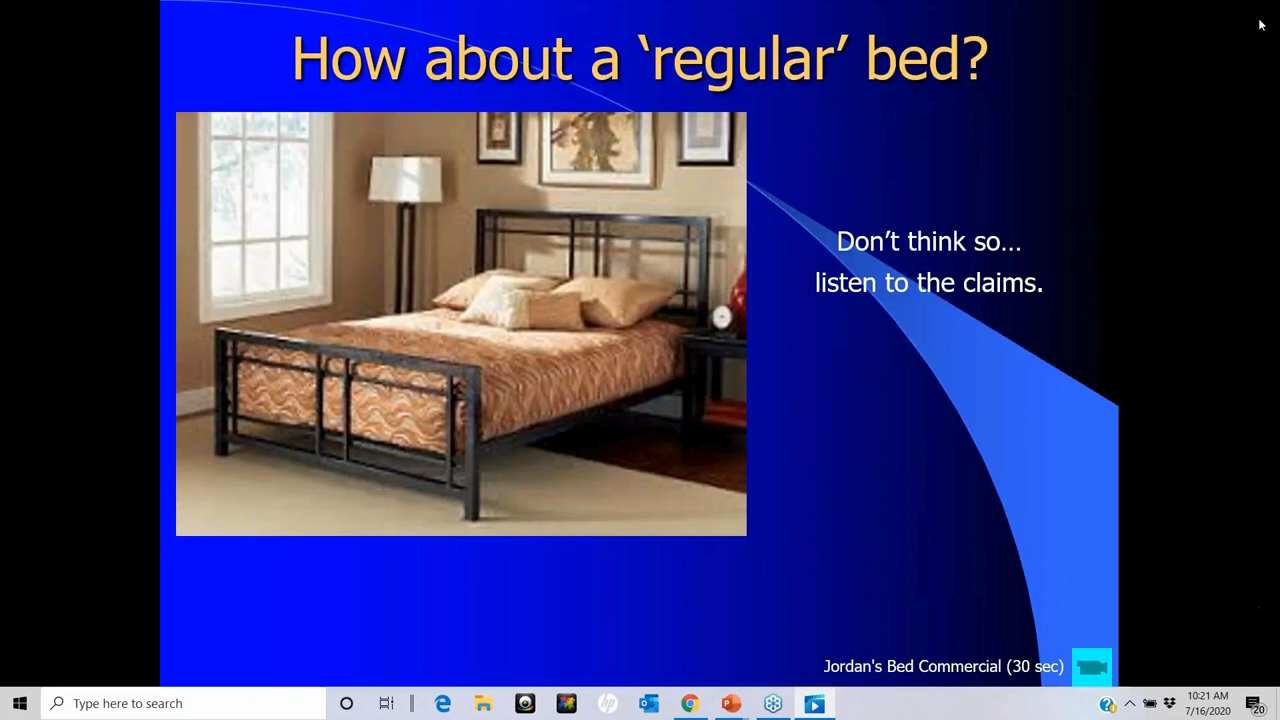 How about a ‘regular’ bed?
Don’t think so...
listen to the claims.
Jordan's Bed Commercial (30 sec)
Type here to search
10:21 AM
7/16/2020
20